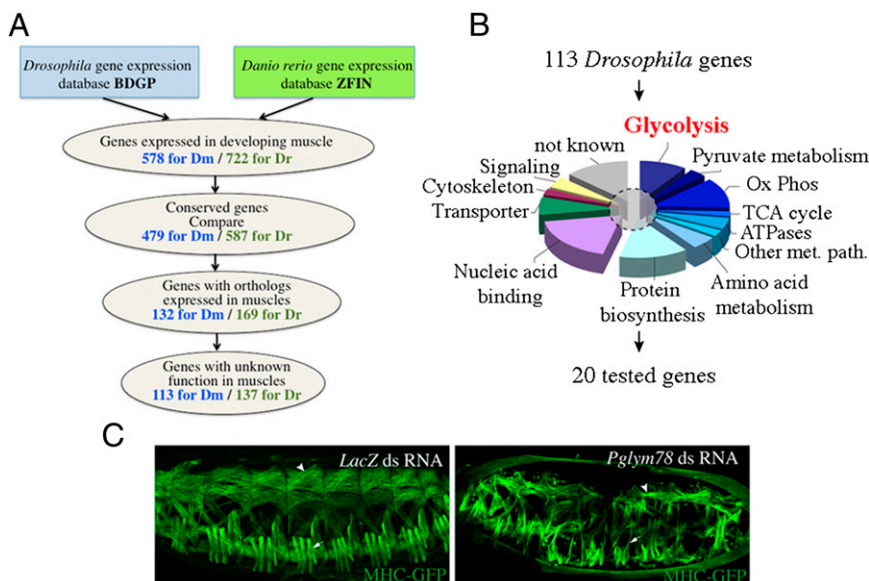 A
Drosophila gene expression
database BDGP
Danio rerio gene expression
database ZFIN
Genes expressed in developing muscle
578 for Dm / 722 for Dr
Conserved genes
Compare
479 for Dm / 587 for Dr
Genes with orthologs
expressed in muscles
132 for Dm / 169 for Dr
Genes with unknown
function in muscles
113 for Dm / 137 for Dr
B
113 Drosophila genes
Glycolysis
not known
Pyruvate metabolism
Signaling
Ox Phos
Cytoskeleton
TCA cycle
Transporter
ATPases
Other met. path.
Nucleic acid
binding
Protein
biosynthesis
Amino acid
metabolism
20 tested genes
C
LacZ ds RNA
MHC-GFP
Pglym78 ds RNA
MHC-GFP